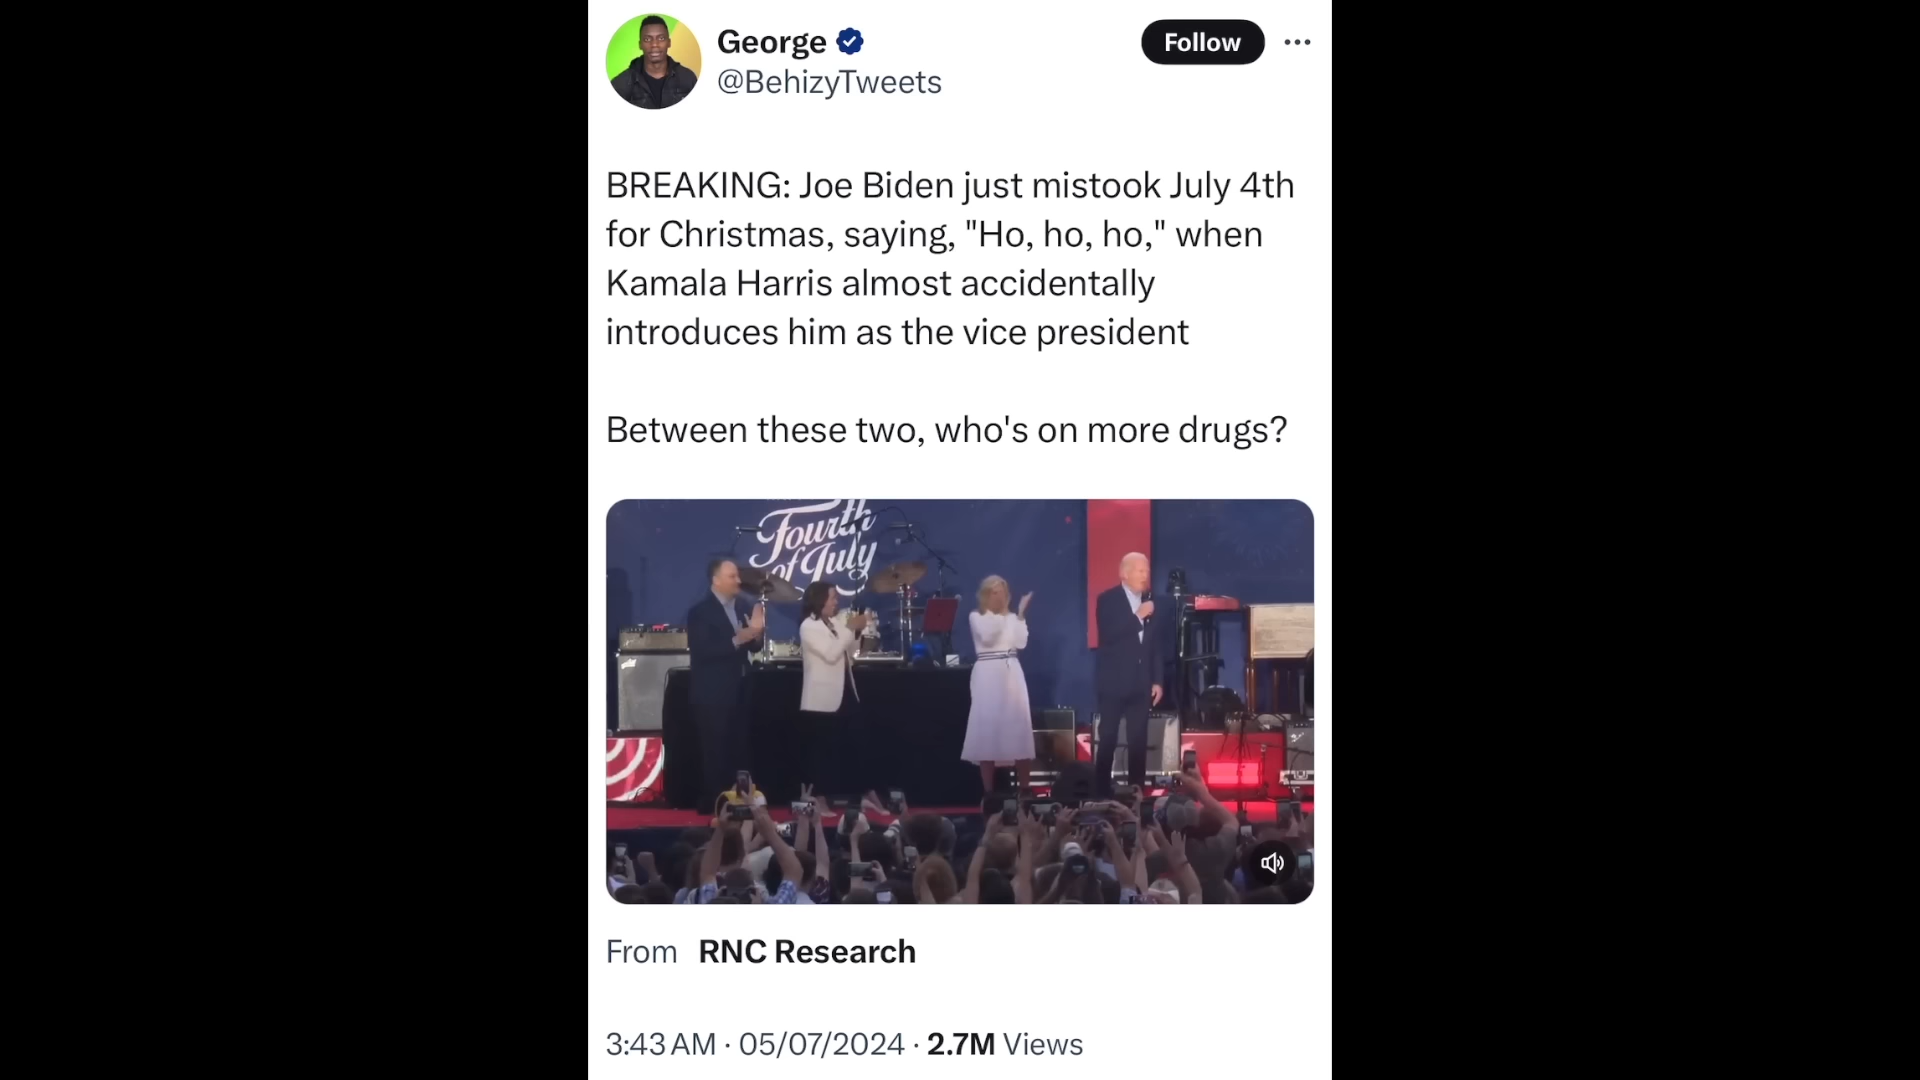 George
Follow
@BehizyTweets
BREAKING: Joe Biden just mistook July 4th
for Christmas, saying, "Ho, ho, ho," when
Kamala Harris almost accidentally
introduces him as the vice president
Between these two, who's on more drugs?
Fourth
of July
From RNC Research
3:43 AM · 05/07/2024 · 2.7M Views